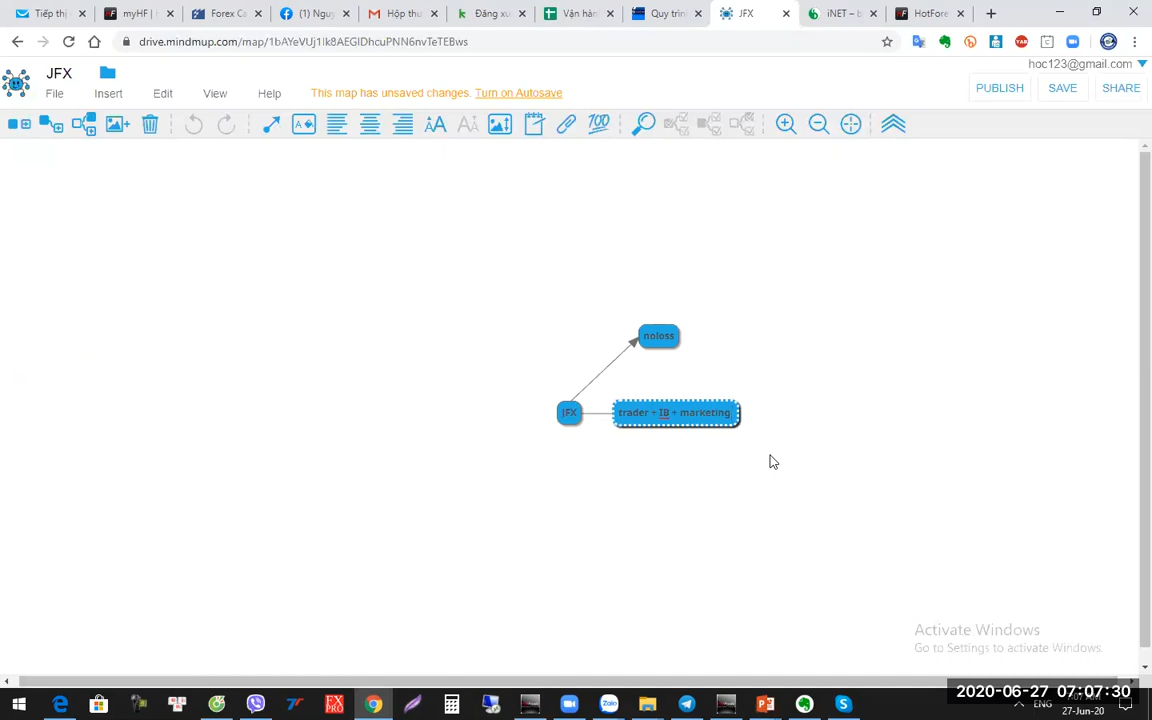 Tiếp thị
myHF | h
Forex Ca
(1) Nguy
Hộp thư
Đăng xu
Vận hàn
Quy trìn
JFX
iNET – b
HotFore
drive.mindmup.com/map/1bAYeVUj1lk8AEGIDhcuPNN6nvTeTEBws
hoc123@gmail.com
JFX
File
Insert
Edit
View
Help
This map has unsaved changes. Turn on Autosave
PUBLISH
SAVE
SHARE
noloss
JFX
trader + IB + marketing
Activate Windows
Go to Settings to activate Windows.
2020-06-27 07:07:30
ENG
27-Jun-20